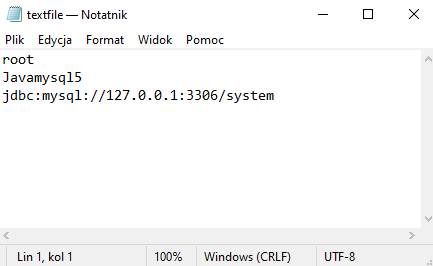 textfile — Notatnik
Plik Edycja Format Widok Pomoc
root
Javamysql5
jdbc:mysql://127.0.0.1:3306/system
Lin 1, kol 1 100% Windows (CRLF) UTF-8